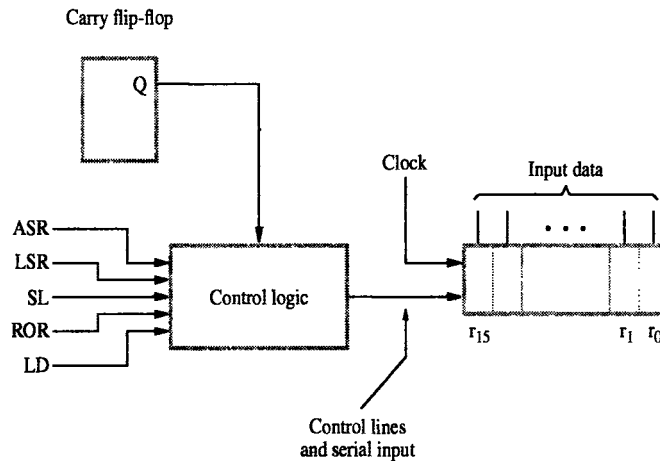 Carry flip-flop
Q
Clock
Input data
ASR
LSR
SL
ROR
LD
Control logic
. . .
r15
r1
r0
Control lines
and serial input